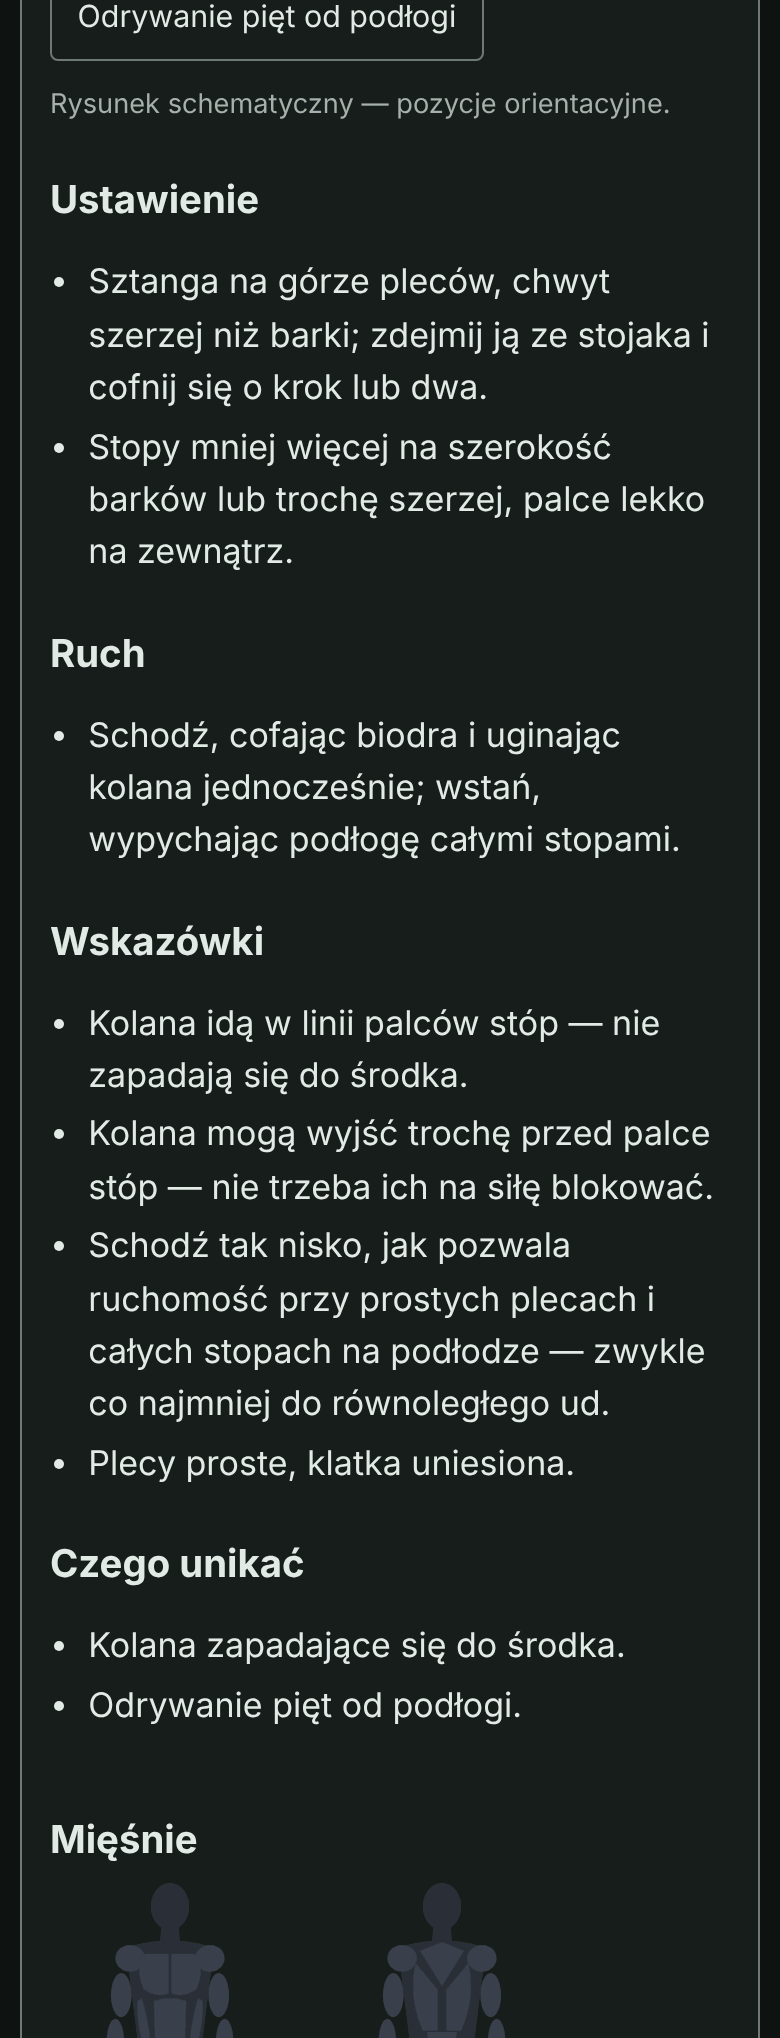 Odrywanie pięt od podłogi
Rysunek schematyczny — pozycje orientacyjne.
Ustawienie
• Sztanga na górze pleców, chwyt
szerzej niż barki; zdejmij ją ze stojaka i
cofnij się o krok lub dwa.
• Stopy mniej więcej na szerokość
barków lub trochę szerzej, palce lekko
na zewnątrz.
Ruch
• Schodź, cofając biodra i uginając
kolana jednocześnie; wstań,
wypychając podłogę całymi stopami.
Wskazówki
• Kolana idą w linii palców stóp — nie
zapadają się do środka.
• Kolana mogą wyjść trochę przed palce
stóp — nie trzeba ich na siłę blokować.
• Schodź tak nisko, jak pozwala
ruchomość przy prostych plecach i
całych stopach na podłodze — zwykle
co najmniej do równoległego ud.
• Plecy proste, klatka uniesiona.
Czego unikać
• Kolana zapadające się do środka.
• Odrywanie pięt od podłogi.
Mięśnie